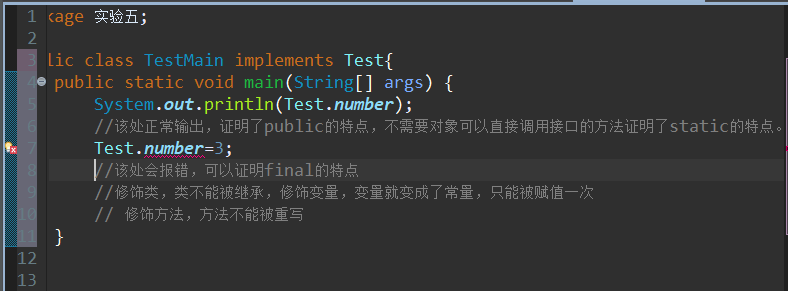 1 kage 实验五;
2
3 lic class TestMain implements Test{
4 public static void main(String[] args) {
5 System.out.println(Test.number);
6 //该处正常输出，证明了public的特点，不需要对象可以直接调用接口的方法证明了static的特点。
7 Test.number=3;
8 //该处会报错，可以证明final的特点
9 //修饰类，类不能被继承，修饰变量，变量就变成了常量，只能被赋值一次
10 // 修饰方法，方法不能被重写
11 }
12
13